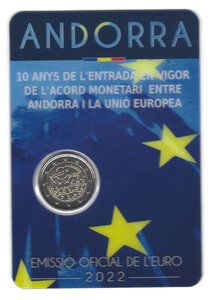 ANDORRA
10 ANYS DE L'ENTRADA EN VIGOR
DE L'ACORD MONETARI ENTRE
ANDORRA I LA UNIÓ EUROPEA
EMISSIÓ OFICIAL DE L'EURO
2022